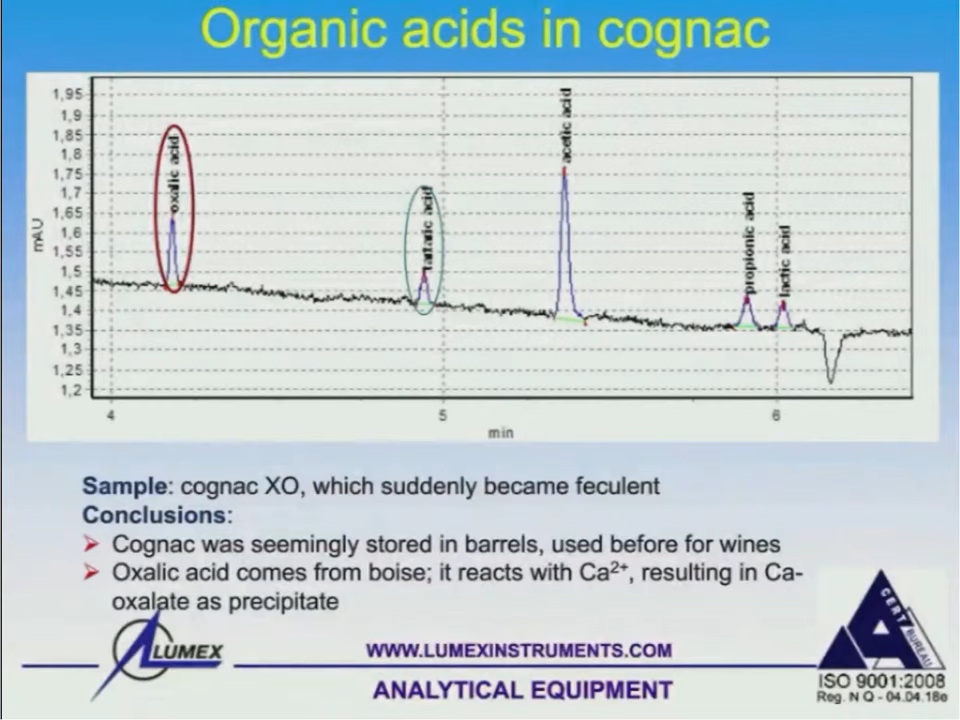 Organic acids in cognac
1,95
1,9
1,85
1,8
1,75
1,7
1,65
1,6
1,55
1,5
1,45
1,4
1,35
1,3
1,25
1,2
mAU
oxalic acid
tartaric acid
acetic acid
propionic acid
lactic acid
4
5
6
min
Sample: cognac XO, which suddenly became feculent
Conclusions:
➢ Cognac was seemingly stored in barrels, used before for wines
➢ Oxalic acid comes from boise; it reacts with Ca²⁺, resulting in Ca-
oxalate as precipitate
LUMEX
WWW.LUMEXINSTRUMENTS.COM
ANALYTICAL EQUIPMENT
CERT
BUREAU
ISO 9001:2008
Reg. N Q - 04.04.18e